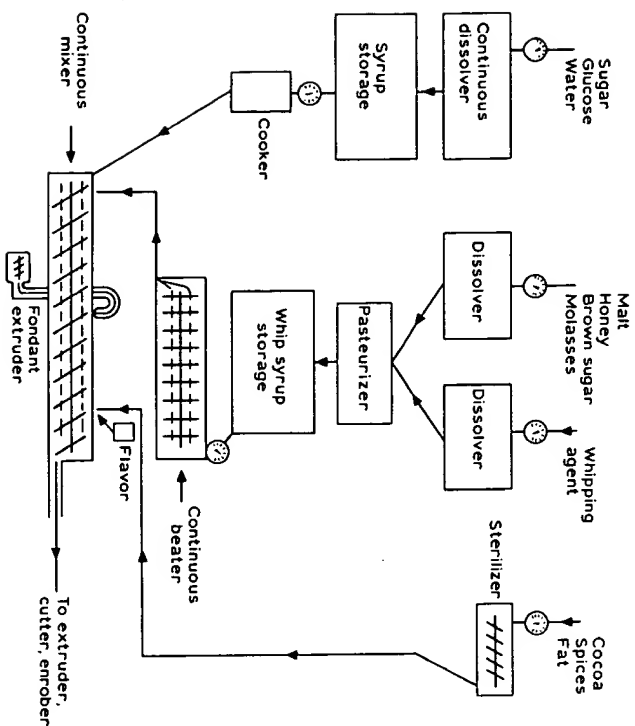 Sugar
Glucose
Water
Continuous
dissolver
Syrup
storage
Cooker
Continuous
mixer
Malt
Honey
Brown sugar
Molasses
Whipping
agent
Dissolver
Dissolver
Pasteurizer
Whip syrup
storage
Continuous
beater
Cocoa
Spices
Fat
Sterilizer
Flavor
Fondant
extruder
To extruder,
cutter, enrober